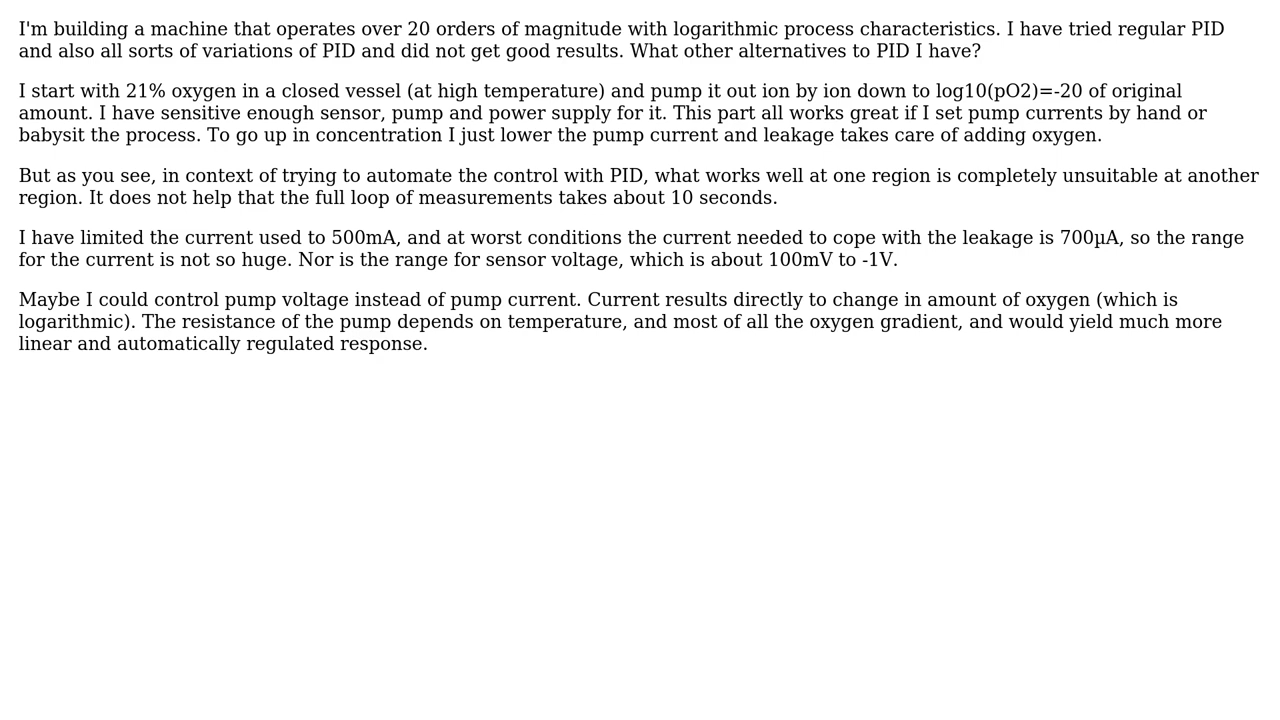 I'm building a machine that operates over 20 orders of magnitude with logarithmic process characteristics. I have tried regular PID
and also all sorts of variations of PID and did not get good results. What other alternatives to PID I have?
I start with 21% oxygen in a closed vessel (at high temperature) and pump it out ion by ion down to log10(pO2)=-20 of original
amount. I have sensitive enough sensor, pump and power supply for it. This part all works great if I set pump currents by hand or
babysit the process. To go up in concentration I just lower the pump current and leakage takes care of adding oxygen.
But as you see, in context of trying to automate the control with PID, what works well at one region is completely unsuitable at another
region. It does not help that the full loop of measurements takes about 10 seconds.
I have limited the current used to 500mA, and at worst conditions the current needed to cope with the leakage is 700µA, so the range
for the current is not so huge. Nor is the range for sensor voltage, which is about 100mV to -1V.
Maybe I could control pump voltage instead of pump current. Current results directly to change in amount of oxygen (which is
logarithmic). The resistance of the pump depends on temperature, and most of all the oxygen gradient, and would yield much more
linear and automatically regulated response.